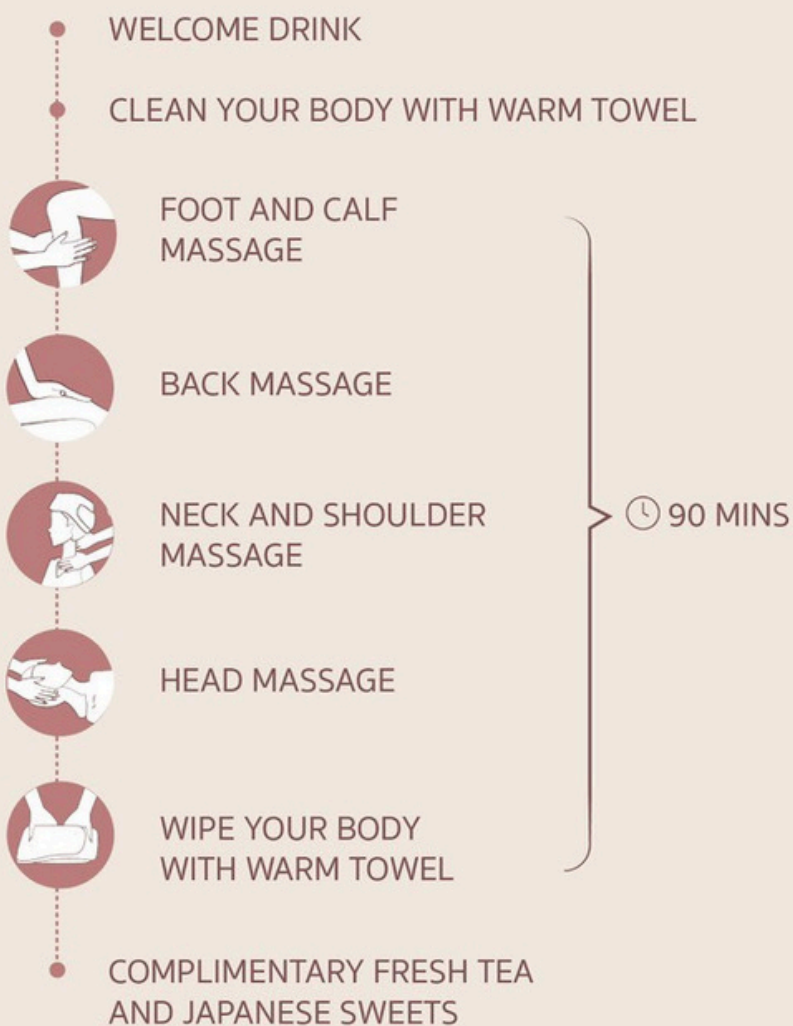 WELCOME DRINK
CLEAN YOUR BODY WITH WARM TOWEL
FOOT AND CALF
MASSAGE
BACK MASSAGE
NECK AND SHOULDER
MASSAGE
90 MINS
HEAD MASSAGE
WIPE YOUR BODY
WITH WARM TOWEL
COMPLIMENTARY FRESH TEA
AND JAPANESE SWEETS